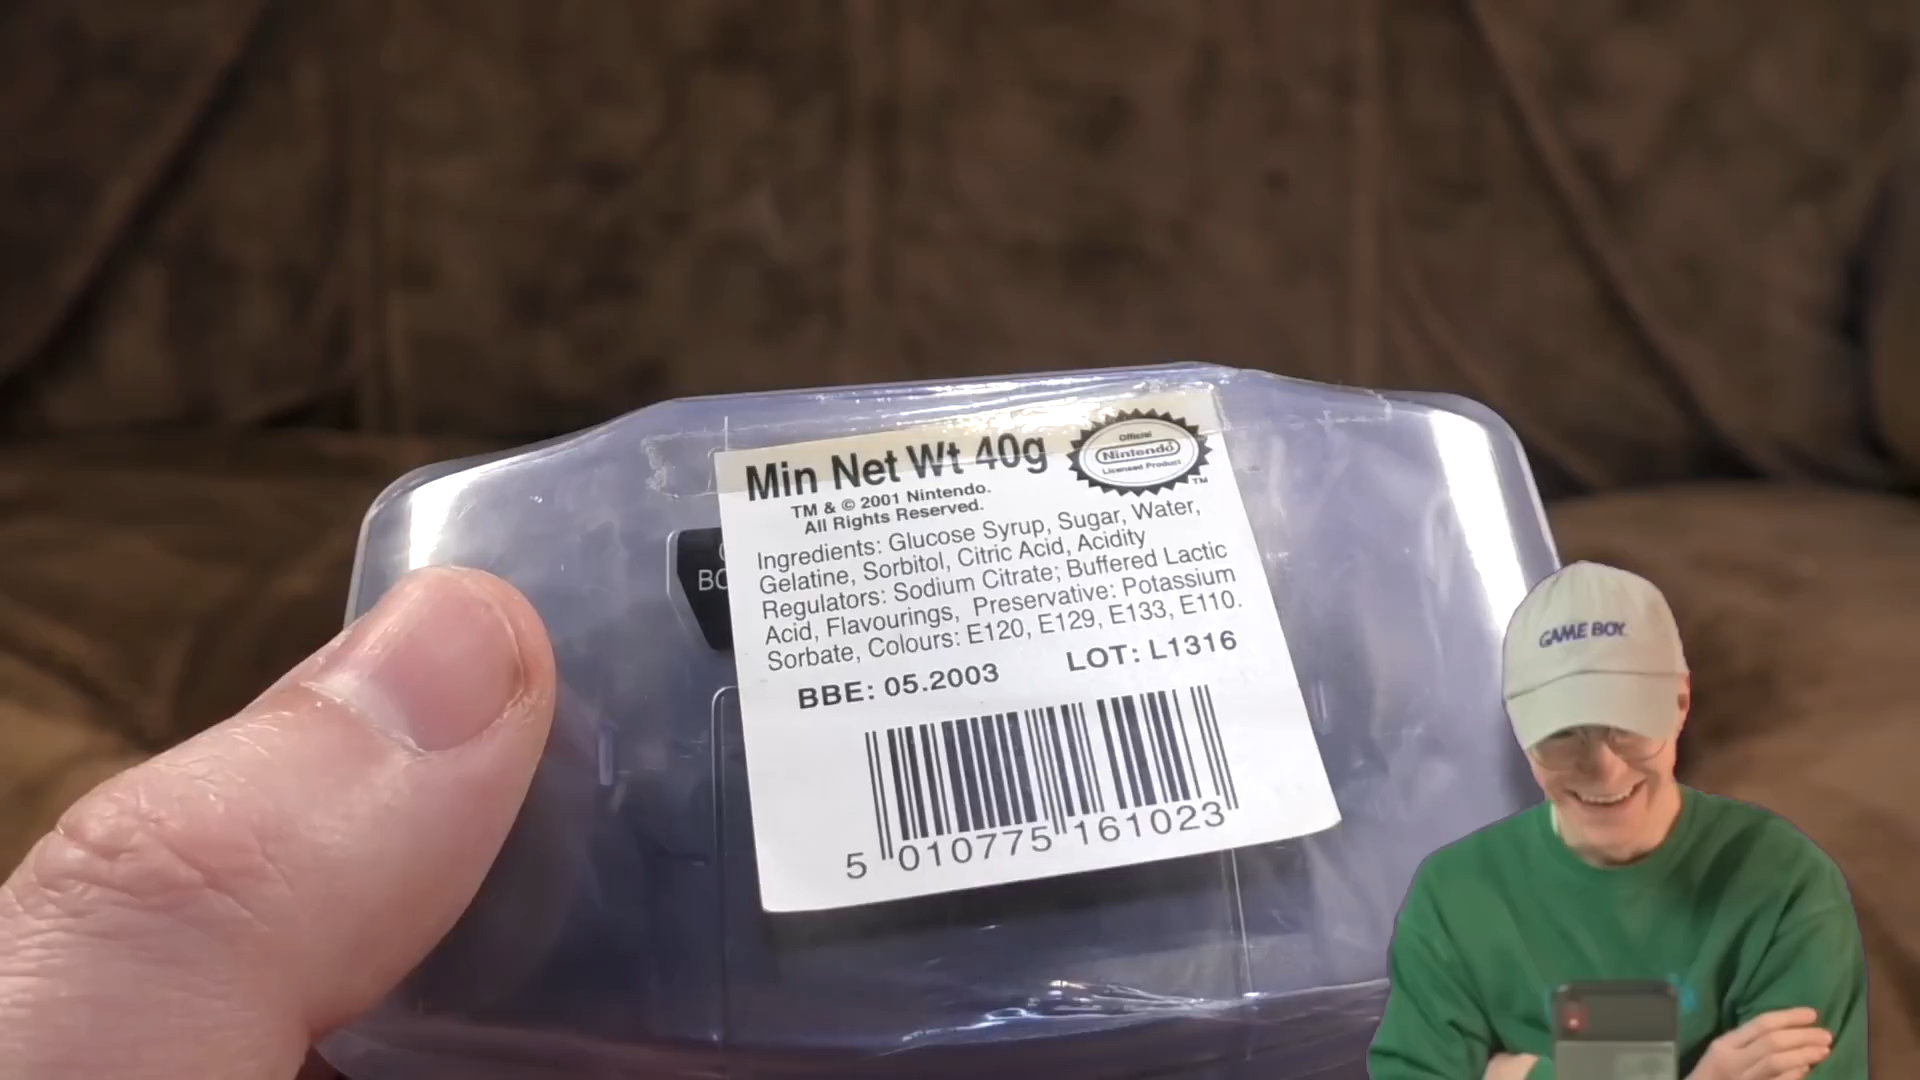 Min Net Wt 40g
Official
Nintendo
Licensed Product
TM
TM & © 2001 Nintendo.
All Rights Reserved.
Ingredients: Glucose Syrup, Sugar, Water,
Gelatine, Sorbitol, Citric Acid, Acidity
Regulators: Sodium Citrate; Buffered Lactic
Acid, Flavourings, Preservative: Potassium
Sorbate, Colours: E120, E129, E133, E110.
BBE: 05.2003
LOT: L1316
5 010775 161023
GAME BOY